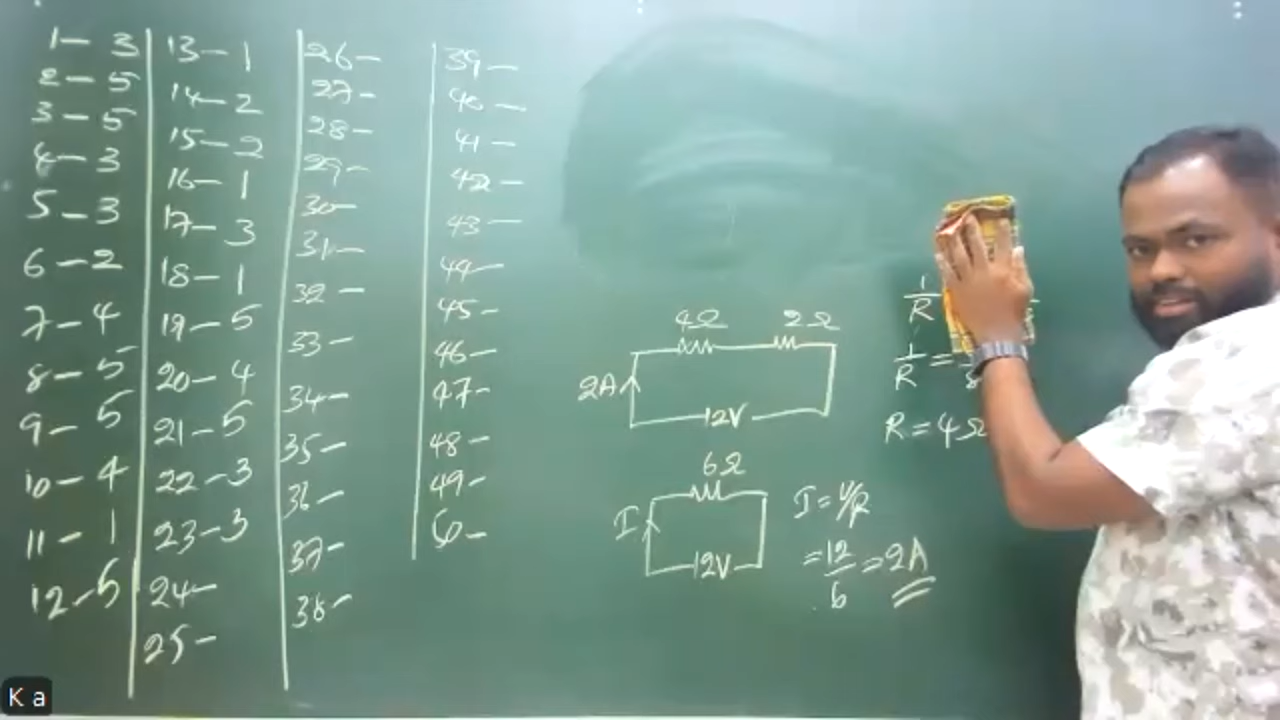 1 - 3
2 - 5
3 - 5
4 - 3
5 - 3
6 - 2
7 - 4
8 - 5
9 - 5
10 - 4
11 - 1
12 - 5
13 - 1
14 - 2
15 - 2
16 - 1
17 - 3
18 - 1
19 - 5
20 - 4
21 - 5
22 - 3
23 - 3
24 -
25 -
26 -
27 -
28 -
29 -
30 -
31 -
32 -
33 -
34 -
35 -
36 -
37 -
38 -
39 -
40 -
41 -
42 -
43 -
44 -
45 -
46 -
47 -
48 -
49 -
4Ω 2Ω
2A
12V
6Ω
I
12V
I = V/R
= 12/6 = 2A
1/R
1/R =
R = 4Ω
K a